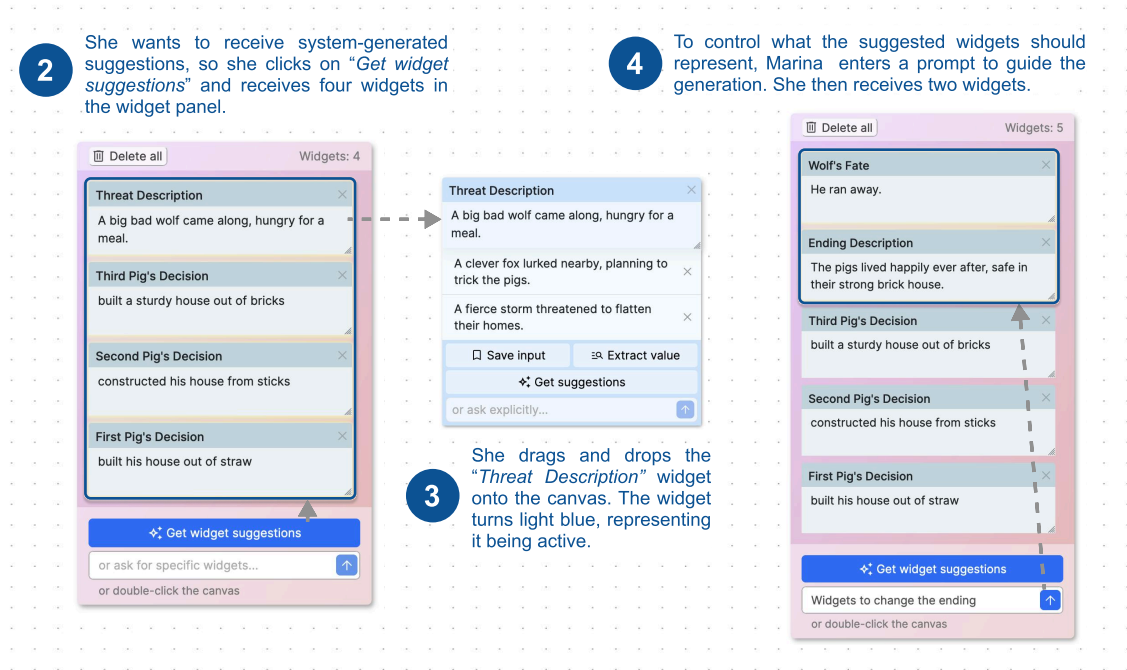 2
She wants to receive system-generated
suggestions, so she clicks on “Get widget
suggestions” and receives four widgets in
the widget panel.
Delete all
Widgets: 4
Threat Description
A big bad wolf came along, hungry for a
meal.
Third Pig's Decision
built a sturdy house out of bricks
Second Pig's Decision
constructed his house from sticks
First Pig's Decision
built his house out of straw
Get widget suggestions
or ask for specific widgets...
or double-click the canvas
Threat Description
A big bad wolf came along, hungry for a
meal.
A clever fox lurked nearby, planning to
trick the pigs.
A fierce storm threatened to flatten
their homes.
Save input
Extract value
Get suggestions
or ask explicitly...
3
She drags and drops the
“Threat Description” widget
onto the canvas. The widget
turns light blue, representing
it being active.
4
To control what the suggested widgets should
represent, Marina enters a prompt to guide the
generation. She then receives two widgets.
Delete all
Widgets: 5
Wolf's Fate
He ran away.
Ending Description
The pigs lived happily ever after, safe in
their strong brick house.
Third Pig's Decision
built a sturdy house out of bricks
Second Pig's Decision
constructed his house from sticks
First Pig's Decision
built his house out of straw
Get widget suggestions
Widgets to change the ending
or double-click the canvas